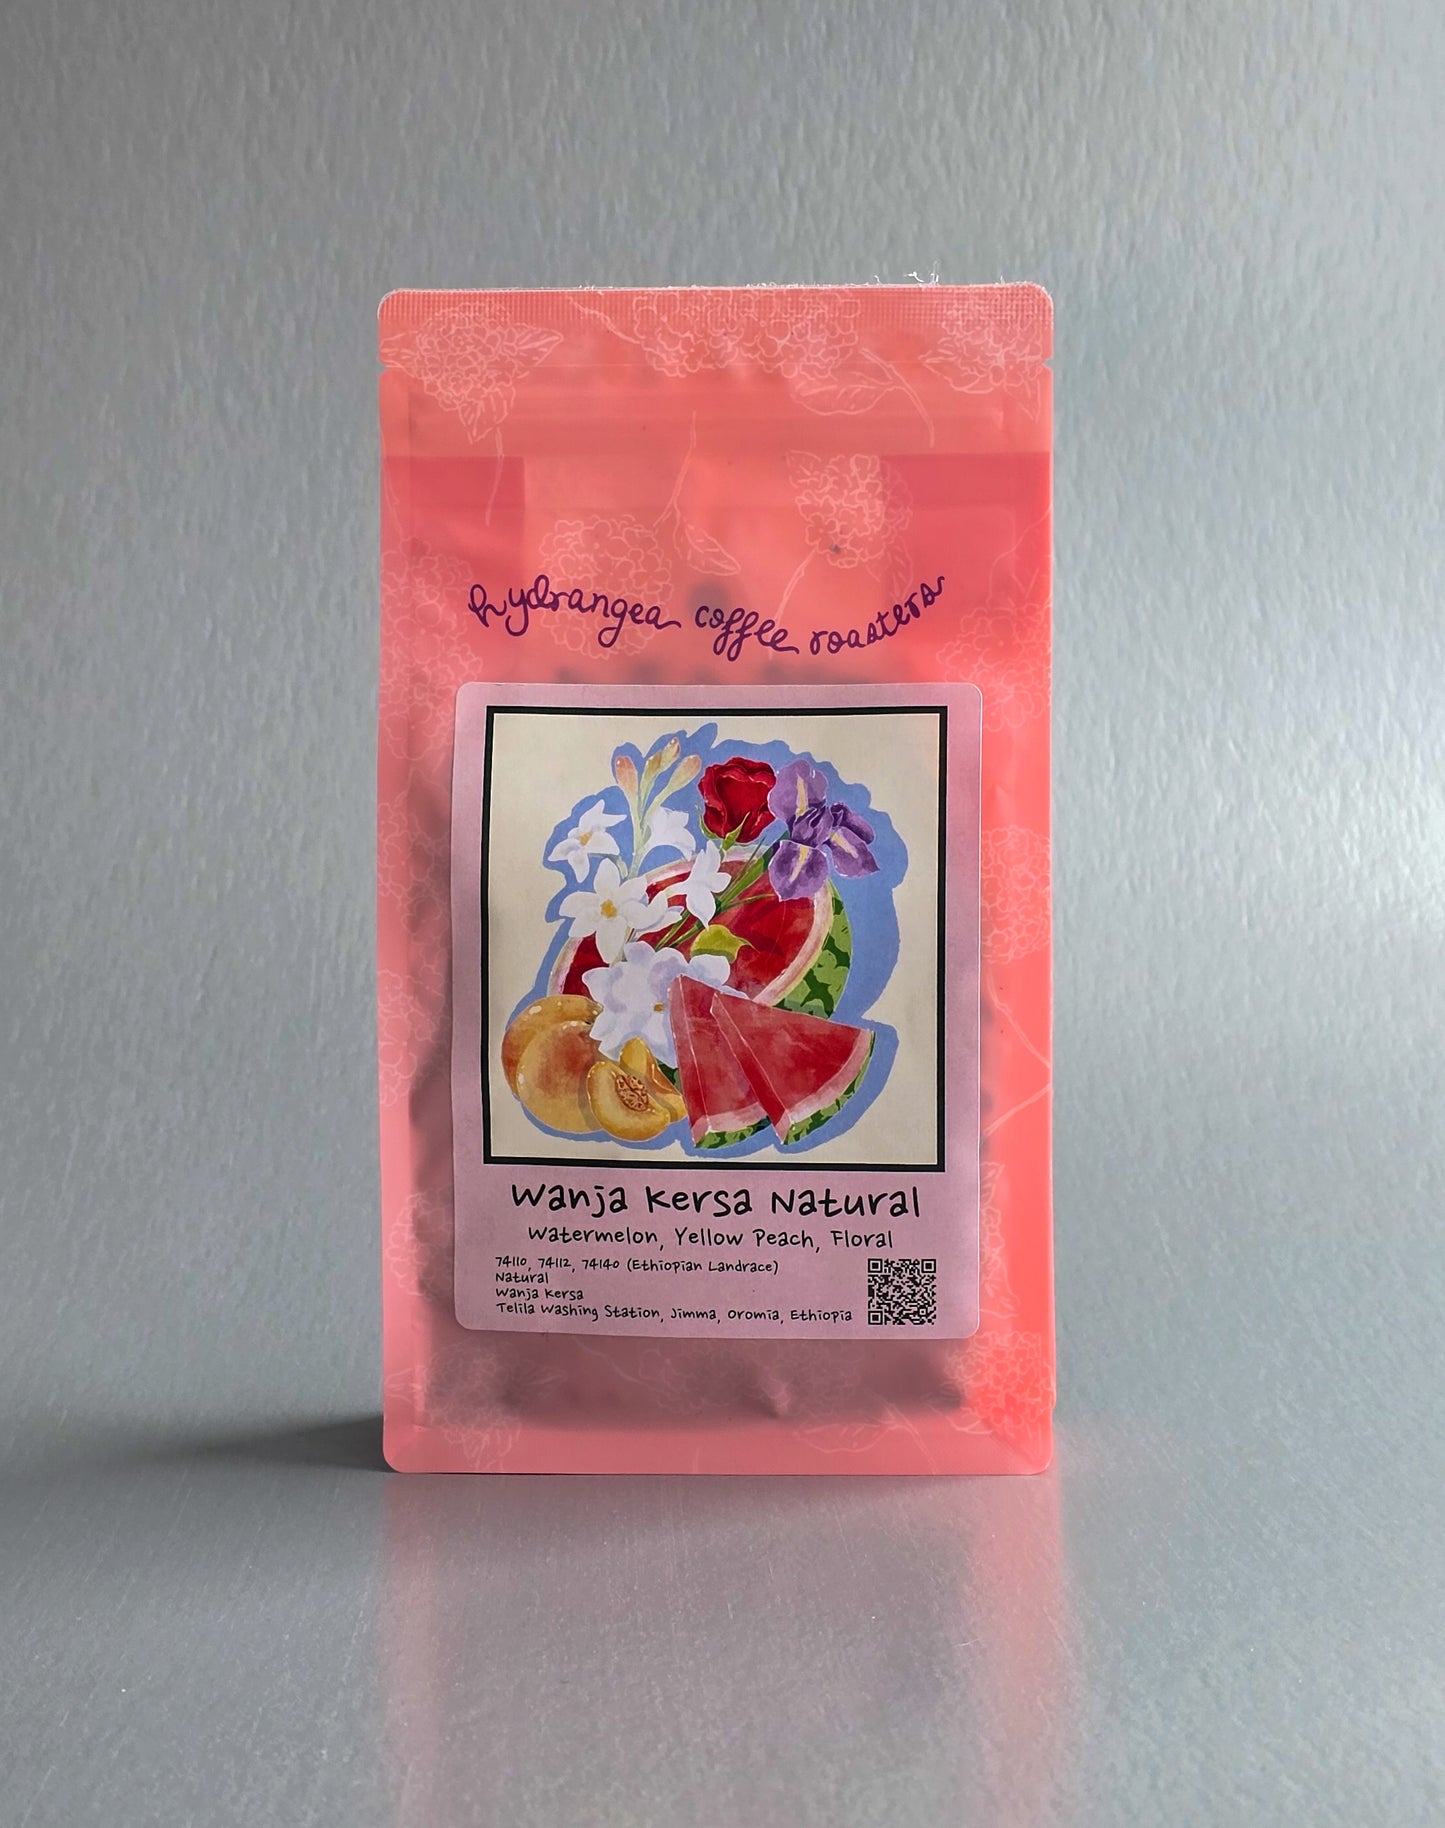 hydrangea coffee roasters
Wanja Kersa Natural
Watermelon, Yellow Peach, Floral
74110, 74112, 74140 (Ethiopian Landrace)
Natural
Wanja Kersa
Telila Washing Station, Jimma, Oromia, Ethiopia